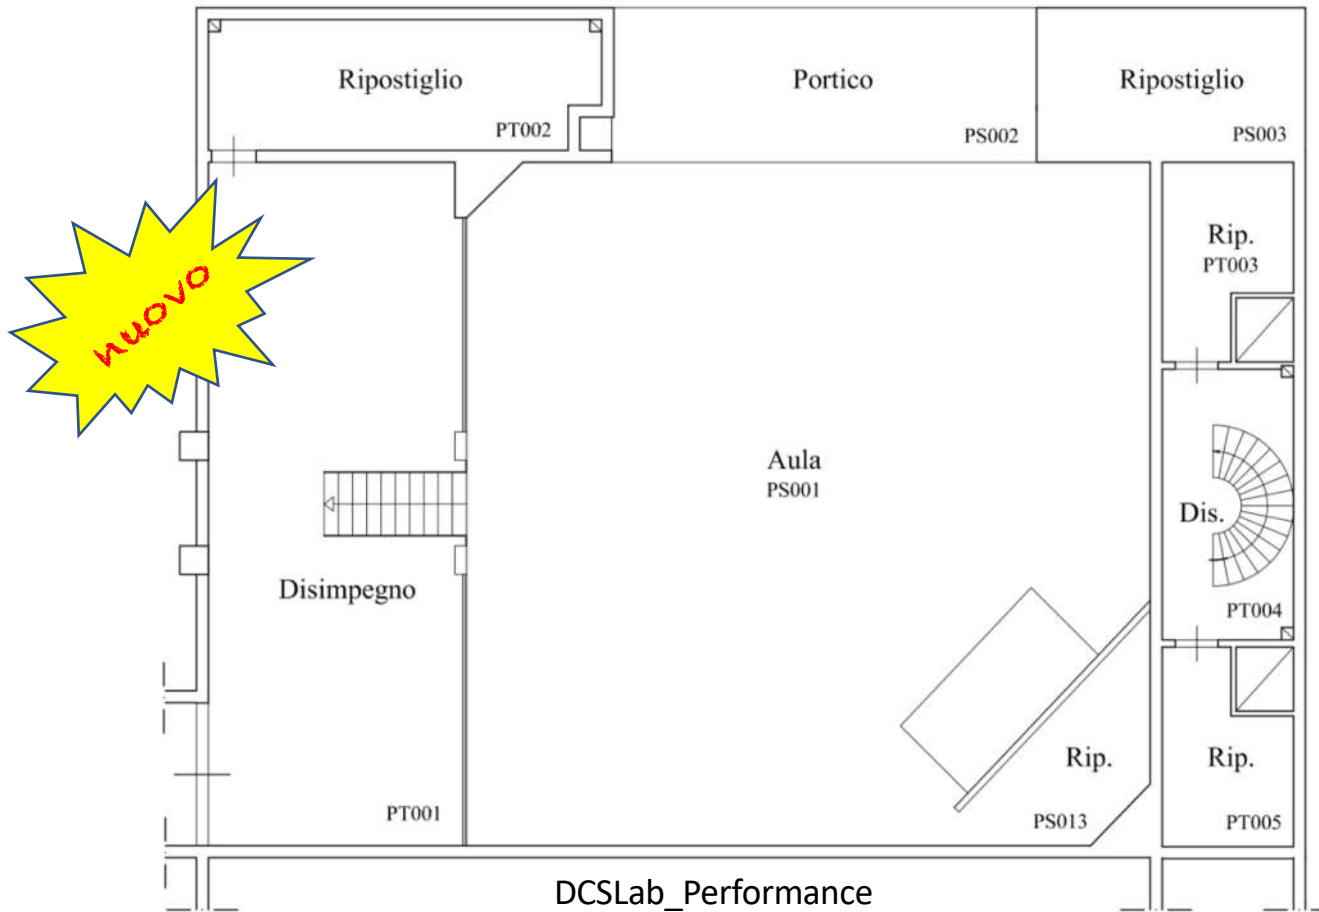 Ripostiglio
PT002
Portico
PS002
Ripostiglio
PS003
Rip.
PT003
nuovo
Aula
PS001
Dis.
PT004
Disimpegno
PT001
Rip.
PS013
Rip.
PT005
DCSLab_Performance